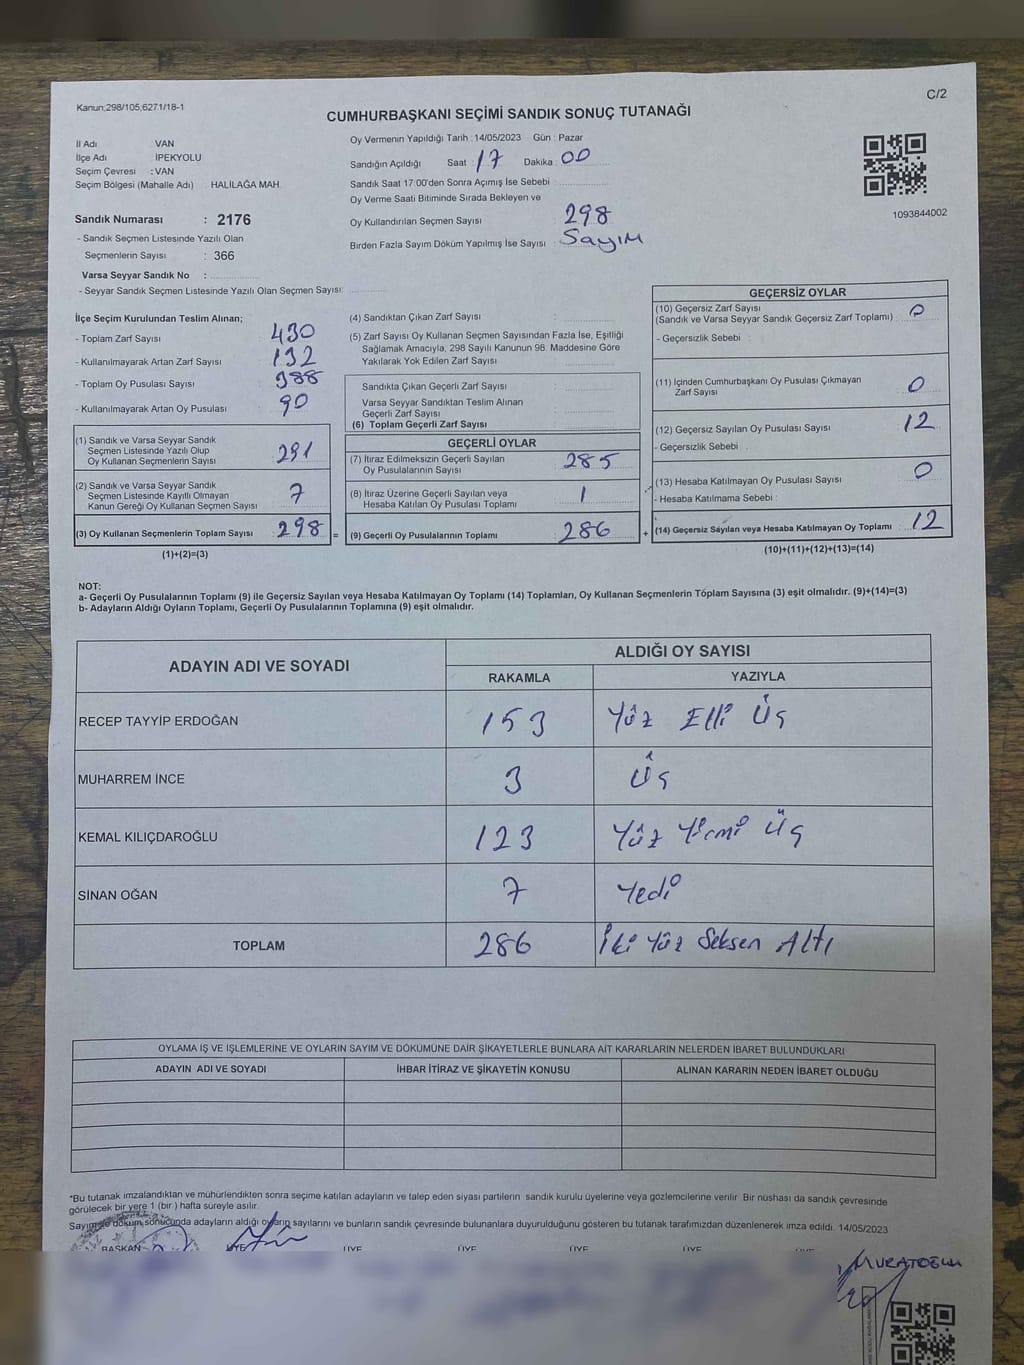 Kanun;298/105,6271/18-1
C/2
CUMHURBAŞKANI SEÇİMİ SANDIK SONUÇ TUTANAĞI
İl Adı VAN
İlçe Adı İPEKYOLU
Seçim Çevresi : VAN
Seçim Bölgesi (Mahalle Adı) HALİLAĞA MAH.
Sandık Numarası : 2176
- Sandık Seçmen Listesinde Yazılı Olan
Seçmenlerin Sayısı : 366
Varsa Seyyar Sandık No :
- Seyyar Sandık Seçmen Listesinde Yazılı Olan Seçmen Sayısı:
Oy Vermenin Yapıldığı Tarih : 14/05/2023 Gün : Pazar
Sandığın Açıldığı Saat : 17 Dakika : 00
Sandık Saat 17:00'den Sonra Açılmış İse Sebebi :
Oy Verme Saati Bitiminde Sırada Bekleyen ve
Oy Kullandırılan Seçmen Sayısı : 298
Birden Fazla Sayım Döküm Yapılmış İse Sayısı : Sayım
1093844002
İlçe Seçim Kurulundan Teslim Alınan;
- Toplam Zarf Sayısı : 430
- Kullanılmayarak Artan Zarf Sayısı : 132
- Toplam Oy Pusulası Sayısı : 388
- Kullanılmayarak Artan Oy Pusulası : 90
(1) Sandık ve Varsa Seyyar Sandık
Seçmen Listesinde Yazılı Olup
Oy Kullanan Seçmenlerin Sayısı : 291
(2) Sandık ve Varsa Seyyar Sandık
Seçmen Listesinde Kayıtlı Olmayan
Kanun Gereği Oy Kullanan Seçmen Sayısı : 7
(3) Oy Kullanan Seçmenlerin Toplam Sayısı : 298 =
(1)+(2)=(3)
(4) Sandıktan Çıkan Zarf Sayısı :
(5) Zarf Sayısı Oy Kullanan Seçmen Sayısından Fazla İse, Eşitliği
Sağlamak Amacıyla, 298 Sayılı Kanunun 98. Maddesine Göre
Yakılarak Yok Edilen Zarf Sayısı :
Sandıkta Çıkan Geçerli Zarf Sayısı :
Varsa Seyyar Sandıktan Teslim Alınan
Geçerli Zarf Sayısı :
(6) Toplam Geçerli Zarf Sayısı :
GEÇERLİ OYLAR
(7) İtiraz Edilmeksizin Geçerli Sayılan
Oy Pusulalarının Sayısı : 285
(8) İtiraz Üzerine Geçerli Sayılan veya
Hesaba Katılan Oy Pusulası Toplamı : 1
(9) Geçerli Oy Pusulalarının Toplamı : 286 +
GEÇERSİZ OYLAR
(10) Geçersiz Zarf Sayısı
(Sandık ve Varsa Seyyar Sandık Geçersiz Zarf Toplamı) : 0
- Geçersizlik Sebebi :
(11) İçinden Cumhurbaşkanı Oy Pusulası Çıkmayan
Zarf Sayısı : 0
(12) Geçersiz Sayılan Oy Pusulası Sayısı : 12
- Geçersizlik Sebebi :
(13) Hesaba Katılmayan Oy Pusulası Sayısı : 0
- Hesaba Katılmama Sebebi :
(14) Geçersiz Sayılan veya Hesaba Katılmayan Oy Toplamı : 12
(10)+(11)+(12)+(13)=(14)
NOT:
a- Geçerli Oy Pusulalarının Toplamı (9) ile Geçersiz Sayılan veya Hesaba Katılmayan Oy Toplamı (14) Toplamları, Oy Kullanan Seçmenlerin Toplam Sayısına (3) eşit olmalıdır. (9)+(14)=(3)
b- Adayların Aldığı Oyların Toplamı, Geçerli Oy Pusulalarının Toplamına (9) eşit olmalıdır.
ADAYIN ADI VE SOYADI ALDIĞI OY SAYISI
RAKAMLA YAZIYLA
RECEP TAYYİP ERDOĞAN 153 Yüz Elli Üç
MUHARREM İNCE 3 Üç
KEMAL KILIÇDAROĞLU 123 Yüz Yirmi Üç
SİNAN OĞAN 7 Yedi
TOPLAM 286 İki Yüz Seksen Altı
OYLAMA İŞ VE İŞLEMLERİNE VE OYLARIN SAYIM VE DÖKÜMÜNE DAİR ŞİKAYETLERLE BUNLARA AİT KARARLARIN NELERDEN İBARET BULUNDUKLARI
ADAYIN ADI VE SOYADI İHBAR İTİRAZ VE ŞİKAYETİN KONUSU ALINAN KARARIN NEDEN İBARET OLDUĞU
*Bu tutanak imzalandıktan ve mühürlendikten sonra seçime katılan adayların ve talep eden siyasi partilerin sandık kurulu üyelerine veya gözlemcilerine verilir. Bir nüshası da sandık çevresinde
görülecek bir yere 1 (bir) hafta süreyle asılır.
Sayım ve döküm sonucunda adayların aldığı oyların sayılarını ve bunların sandık çevresinde bulunanlara duyurulduğunu gösteren bu tutanak tarafımızdan düzenlenerek imza edildi. 14/05/2023
BAŞKAN ÜYE ÜYE ÜYE ÜYE ÜYE
MURATOĞLU